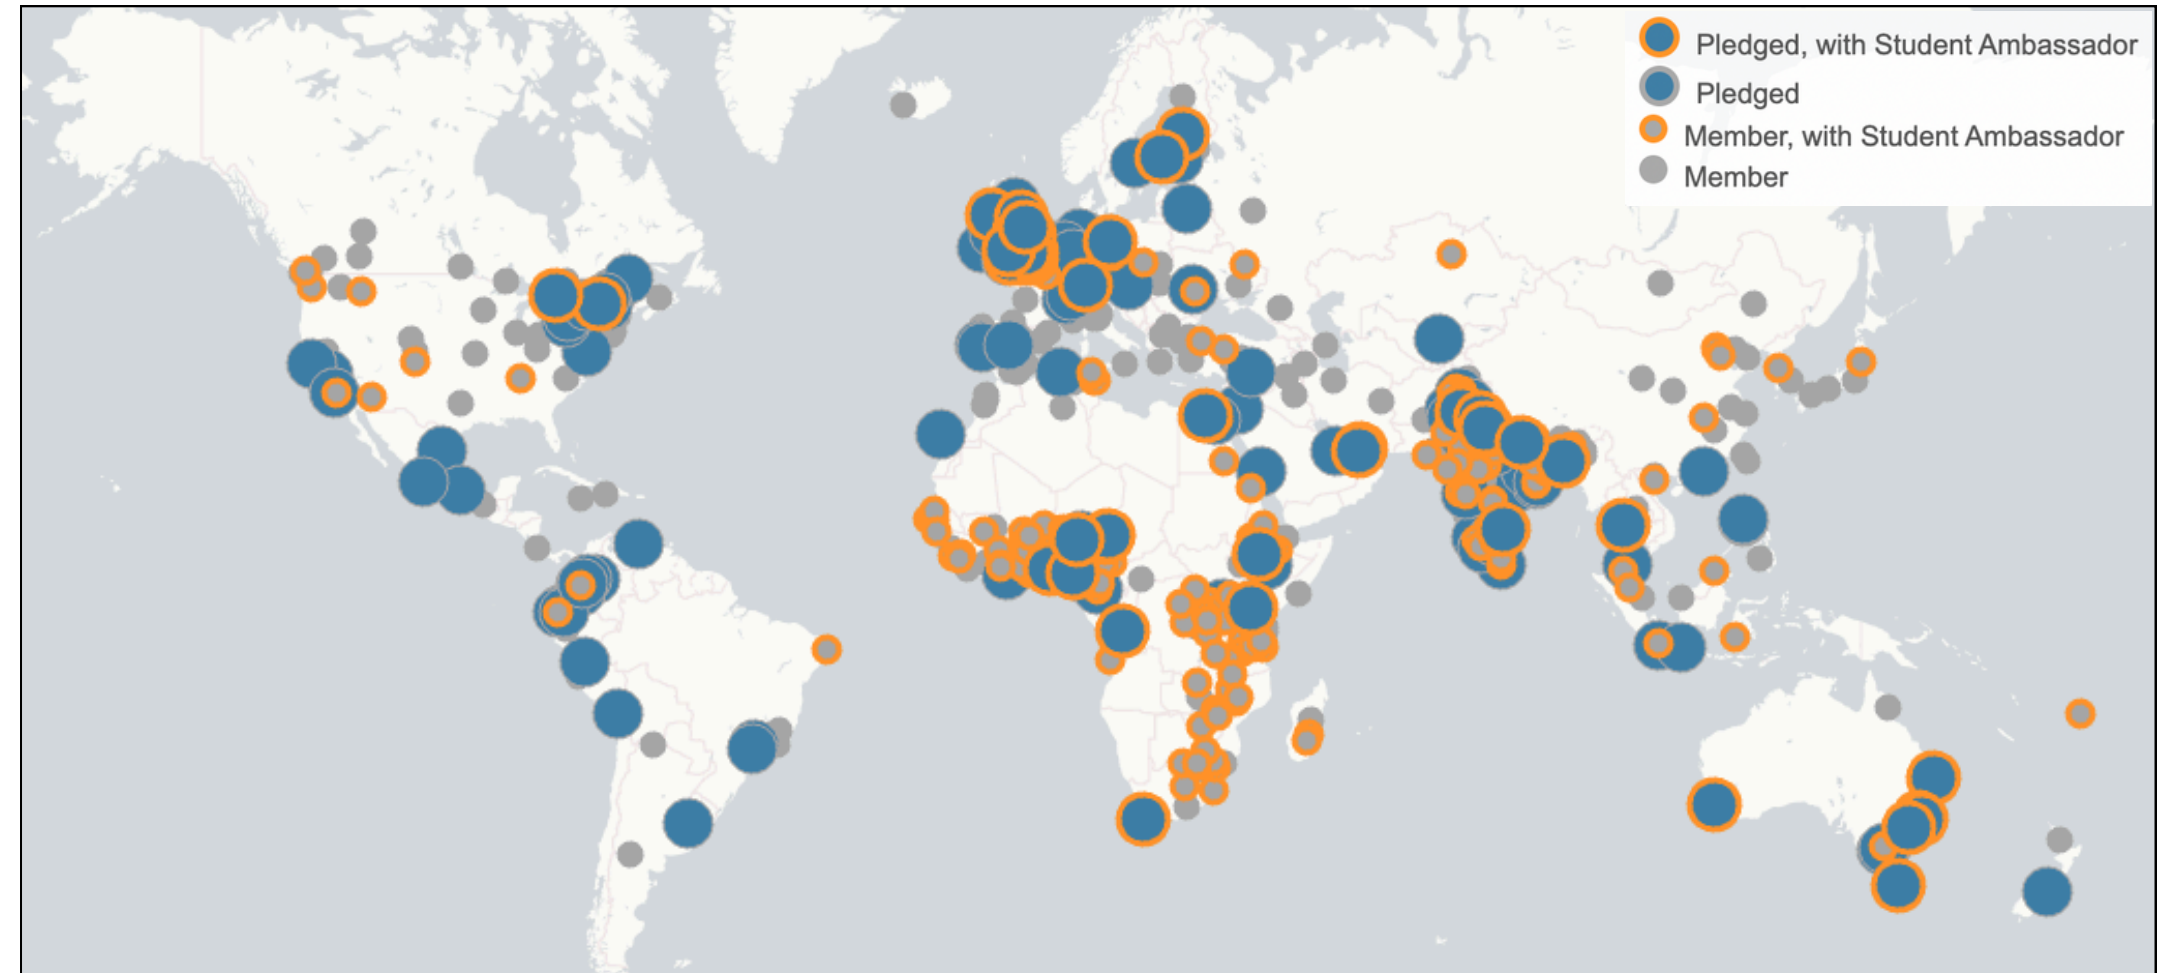 Pledged, with Student Ambassador
Pledged
Member, with Student Ambassador
Member